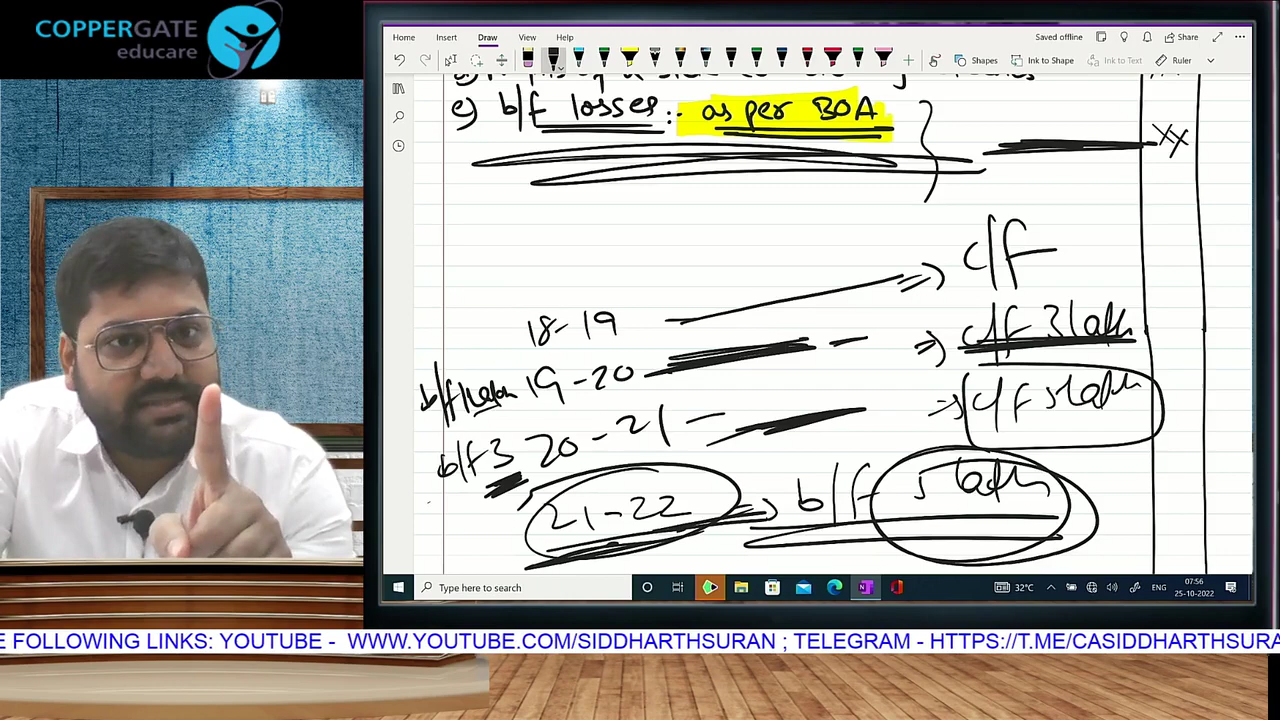 COPPERGATE
educare
Home Insert Draw View Help
Saved offline
Share
Shapes
Ink to Shape
Ink to Text
Ruler
e) b/f losses :- as per BOA
XX
c/f
18-19
c/f 3 lakh
19-20
b/f
c/f 5 lakh
b/f 3 20-21
21-22 ⇒ b/f 5 lakh
Type here to search
32°C
ENG
07:56
25-10-2022
E FOLLOWING LINKS: YOUTUBE - WWW.YOUTUBE.COM/SIDDHARTHSURAN ; TELEGRAM - HTTPS://T.ME/CASIDDHARTHSURA